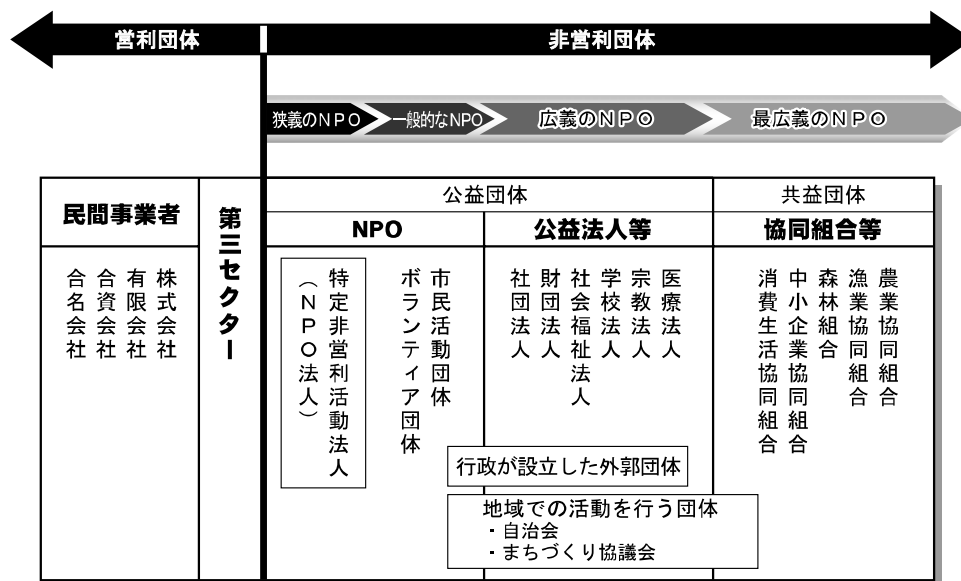 営利団体
非営利団体
狭義のNPO
一般的なNPO
広義のNPO
最広義のNPO
民間事業者
第三セクター
公益団体
共益団体
NPO
公益法人等
協同組合等
株式会社
有限会社
合資会社
合名会社
市民活動団体
ボランティア団体
特定非営利活動法人
（NPO法人）
医療法人
宗教法人
学校法人
社会福祉法人
財団法人
社団法人
農業協同組合
漁業協同組合
森林組合
中小企業協同組合
消費生活協同組合
行政が設立した外郭団体
地域での活動を行う団体
- 自治会
- まちづくり協議会